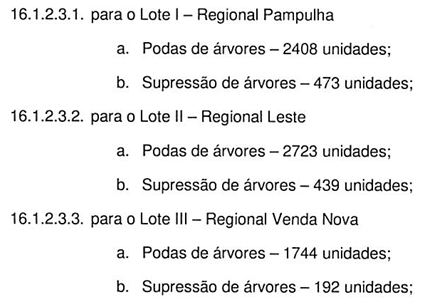 16.1.2.3.1. para o Lote I – Regional Pampulha
a. Podas de árvores – 2408 unidades;
b. Supressão de árvores – 473 unidades;
16.1.2.3.2. para o Lote II – Regional Leste
a. Podas de árvores – 2723 unidades;
b. Supressão de árvores – 439 unidades;
16.1.2.3.3. para o Lote III – Regional Venda Nova
a. Podas de árvores – 1744 unidades;
b. Supressão de árvores – 192 unidades;